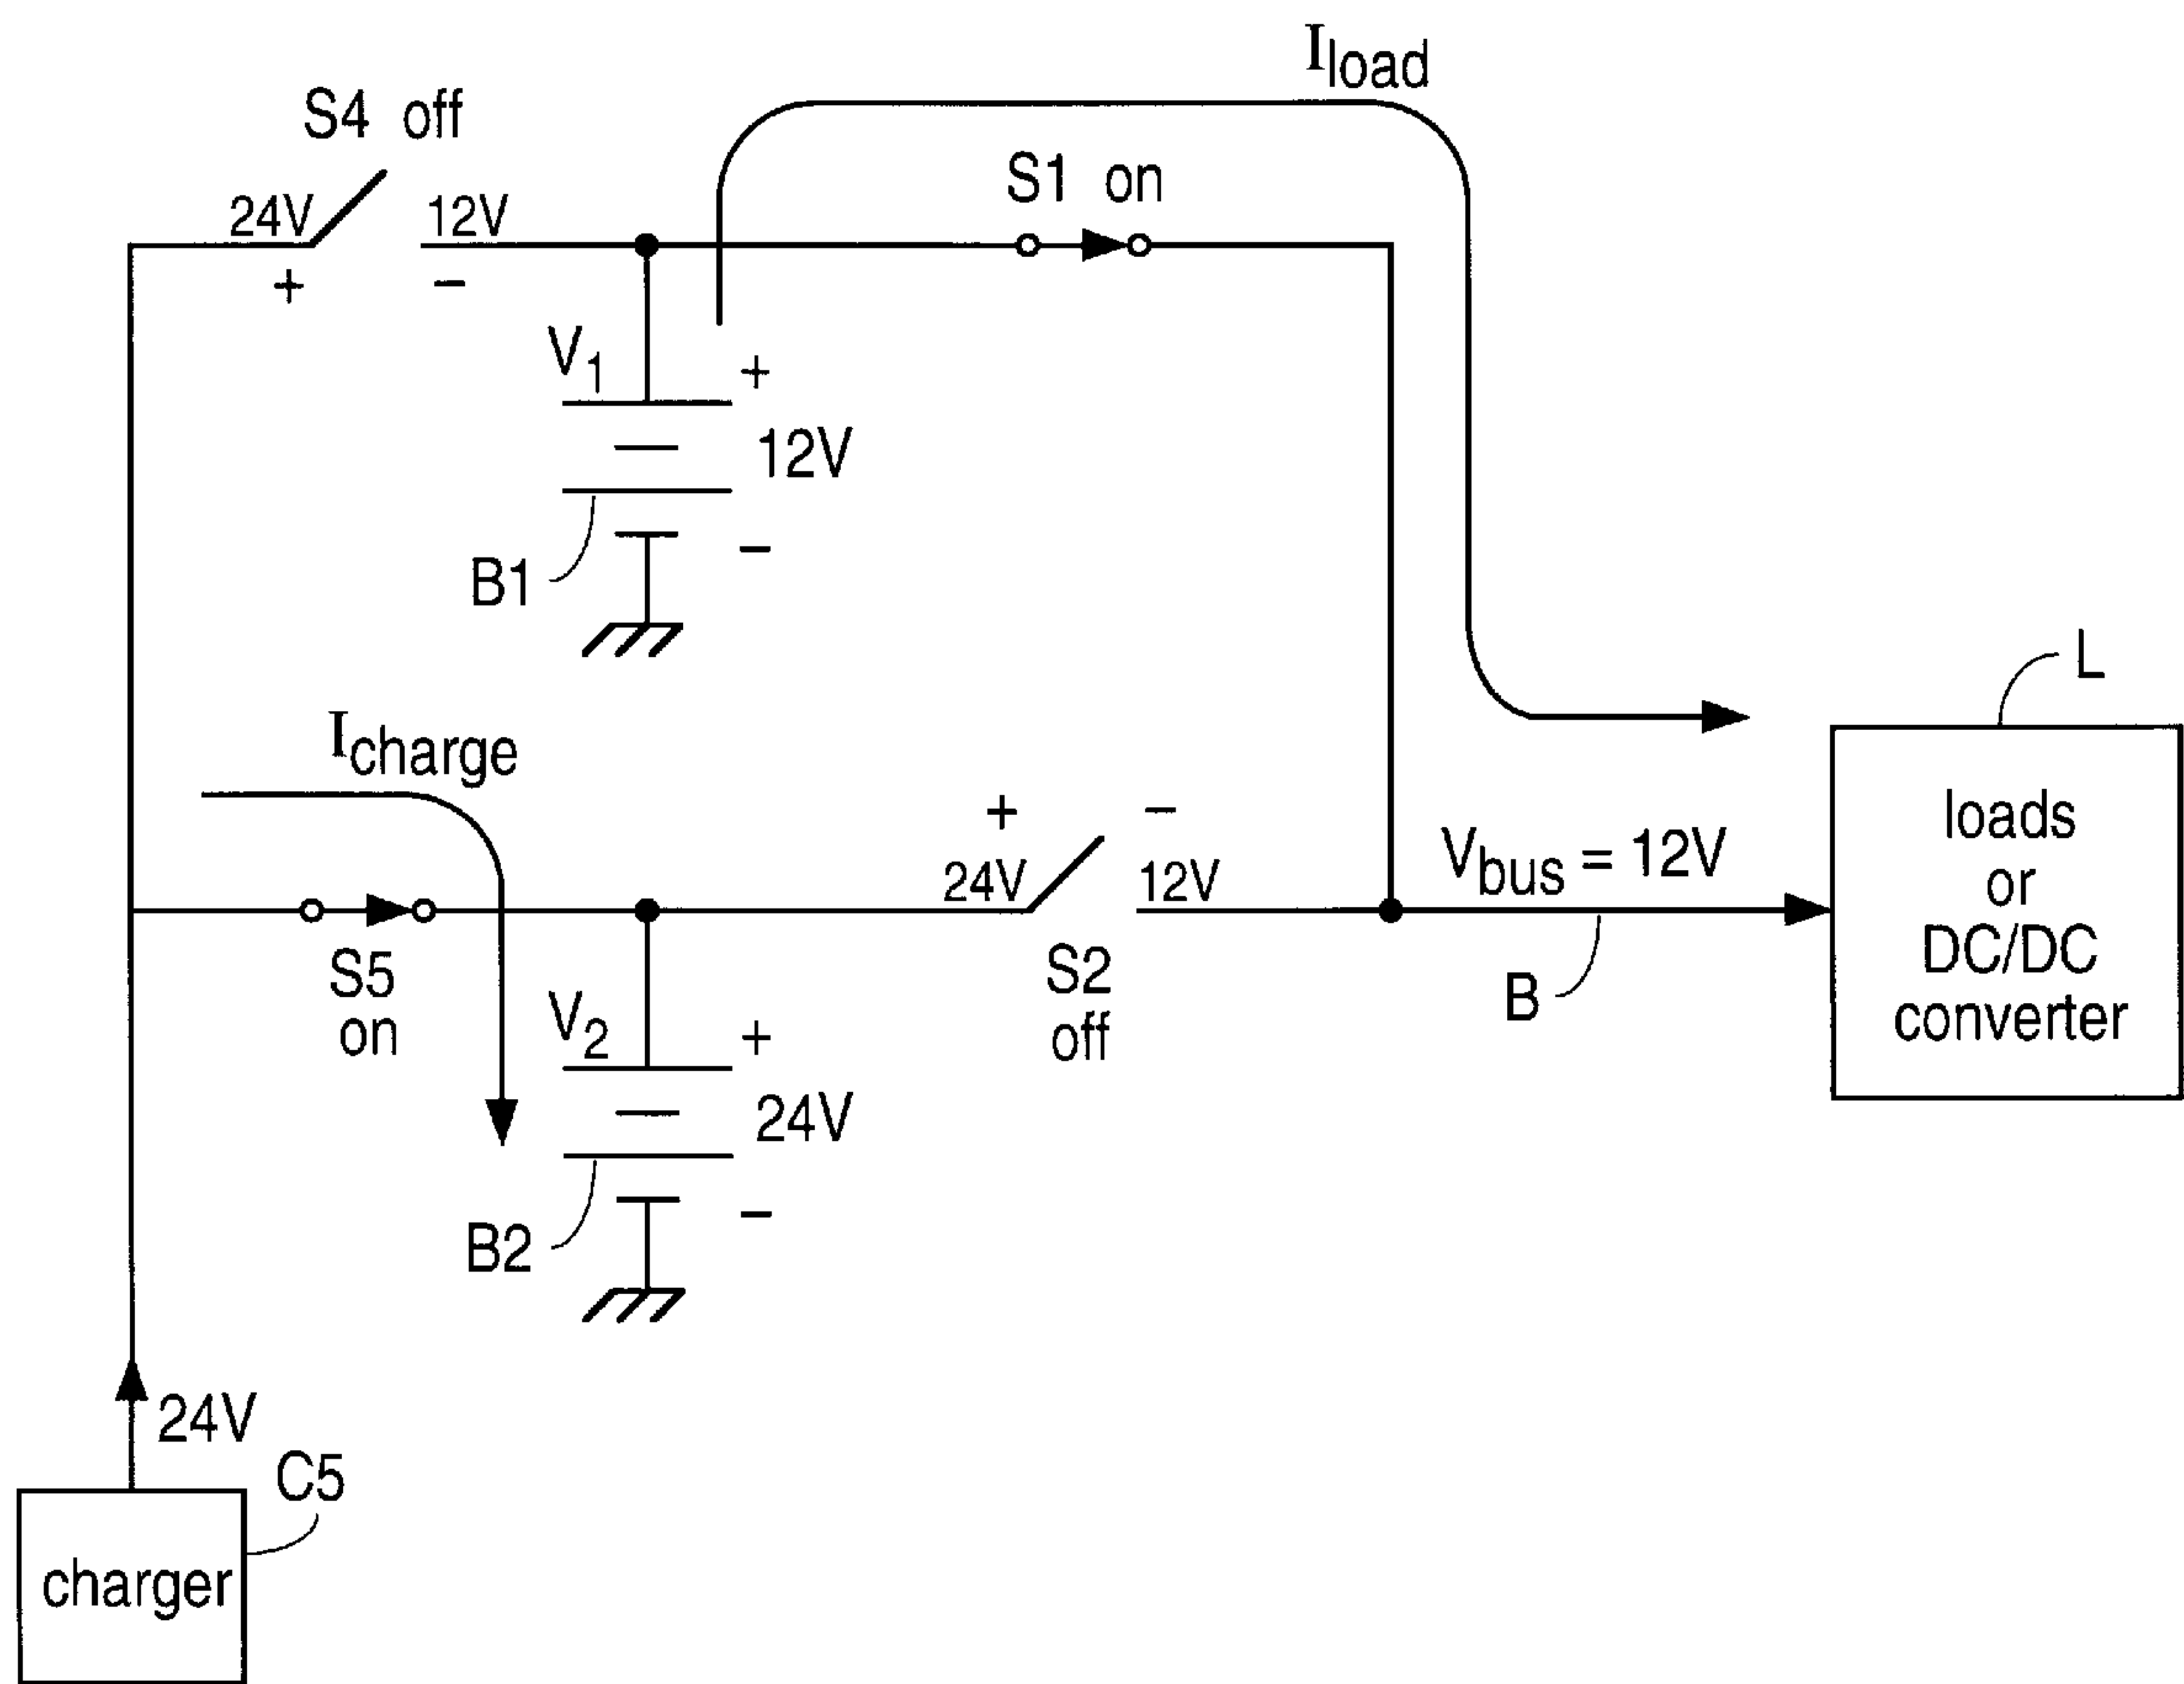 Iload
S4 off
S1 on
24V
12V
+
−
V1
+
12V
−
B1
L
Icharge
+
−
loads
or
DC/DC
converter
Vbus = 12V
24V
12V
S5
on
S2
off
B
V2
+
24V
−
B2
24V
C5
charger